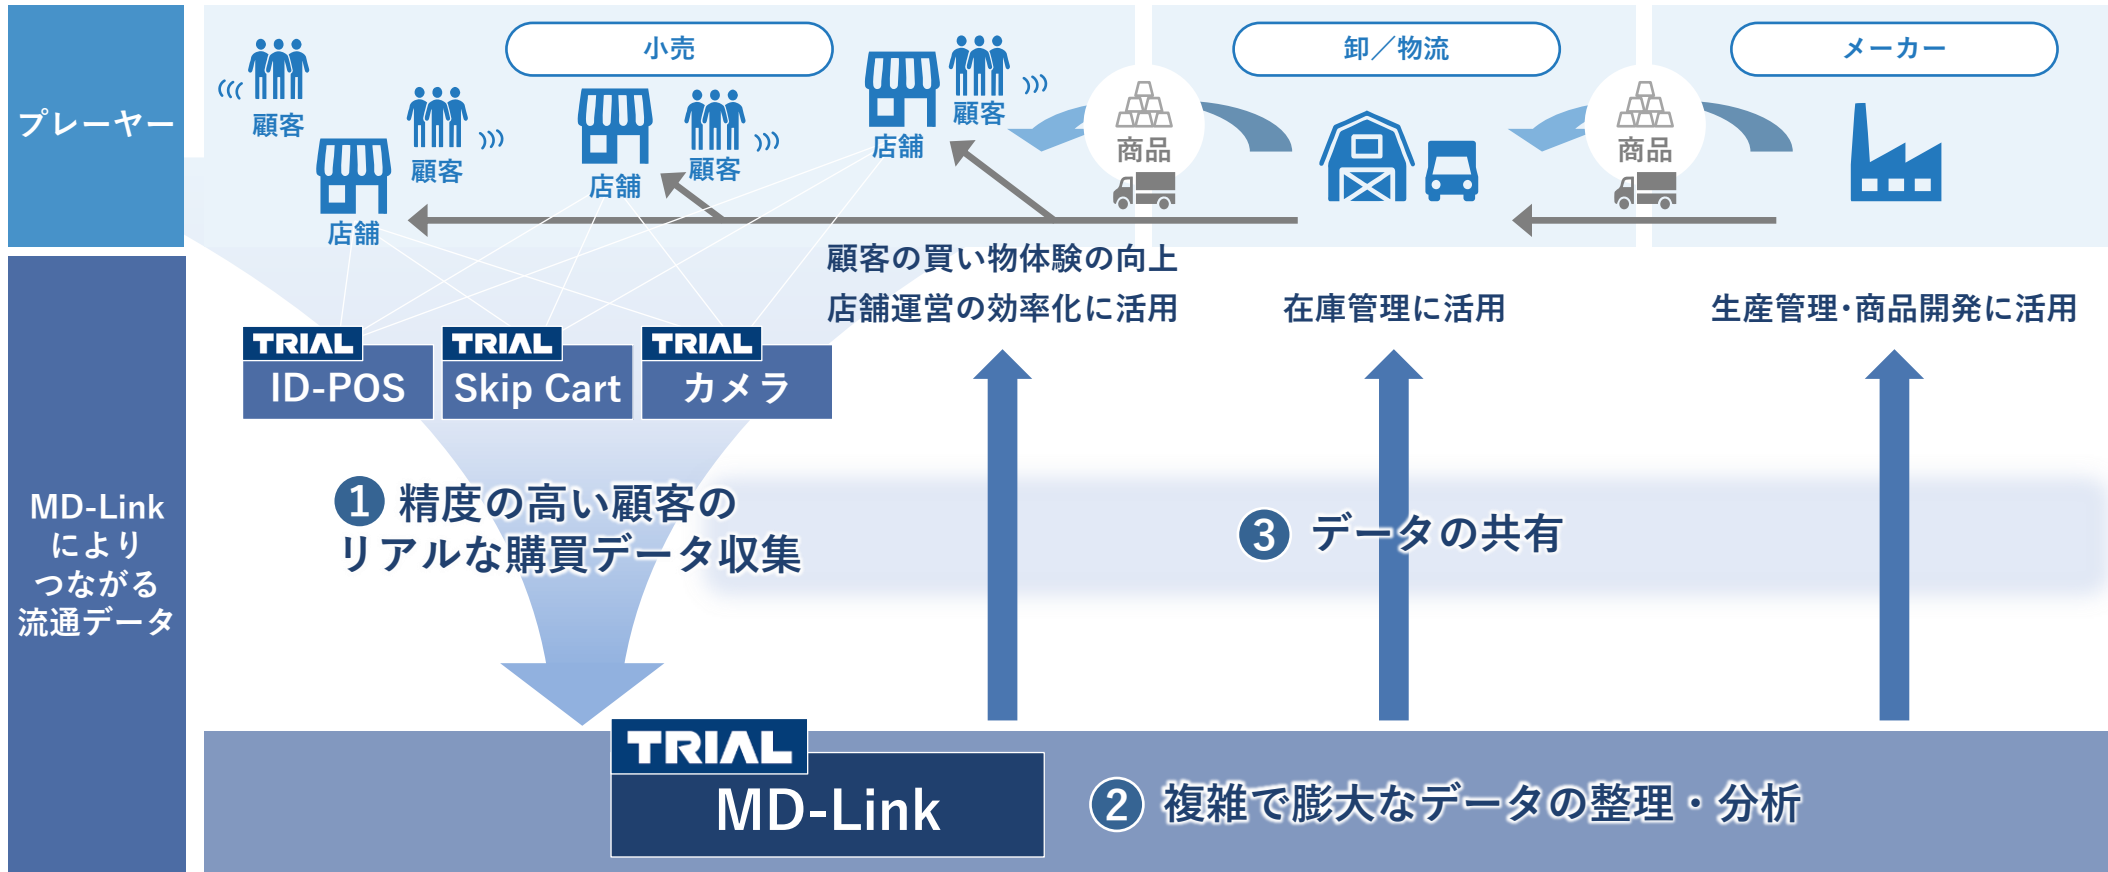 プレーヤー
小売
卸／物流
メーカー
顧客
顧客
顧客
顧客
店舗
店舗
店舗
商品
商品
MD-Link
により
つながる
流通データ
顧客の買い物体験の向上
店舗運営の効率化に活用
在庫管理に活用
生産管理・商品開発に活用
TRIAL
ID-POS
TRIAL
Skip Cart
TRIAL
カメラ
1 精度の高い顧客の
リアルな購買データ収集
3 データの共有
TRIAL
MD-Link
2 複雑で膨大なデータの整理・分析